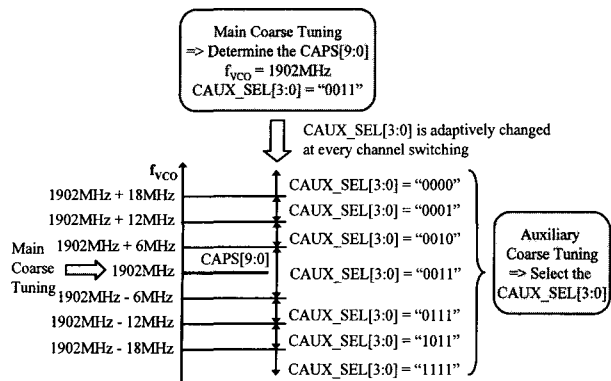 Main Coarse Tuning
=> Determine the CAPS[9:0]
fVCO = 1902MHz
CAUX_SEL[3:0] = “0011”
CAUX_SEL[3:0] is adaptively changed
at every channel switching
fVCO
1902MHz + 18MHz
CAUX_SEL[3:0] = “0000”
1902MHz + 12MHz
CAUX_SEL[3:0] = “0001”
1902MHz + 6MHz
CAUX_SEL[3:0] = “0010”
Main
Coarse
Tuning
1902MHz
CAPS[9:0]
CAUX_SEL[3:0] = “0011”
1902MHz - 6MHz
CAUX_SEL[3:0] = “0111”
1902MHz - 12MHz
CAUX_SEL[3:0] = “1011”
1902MHz - 18MHz
CAUX_SEL[3:0] = “1111”
Auxiliary
Coarse Tuning
=> Select the
CAUX_SEL[3:0]